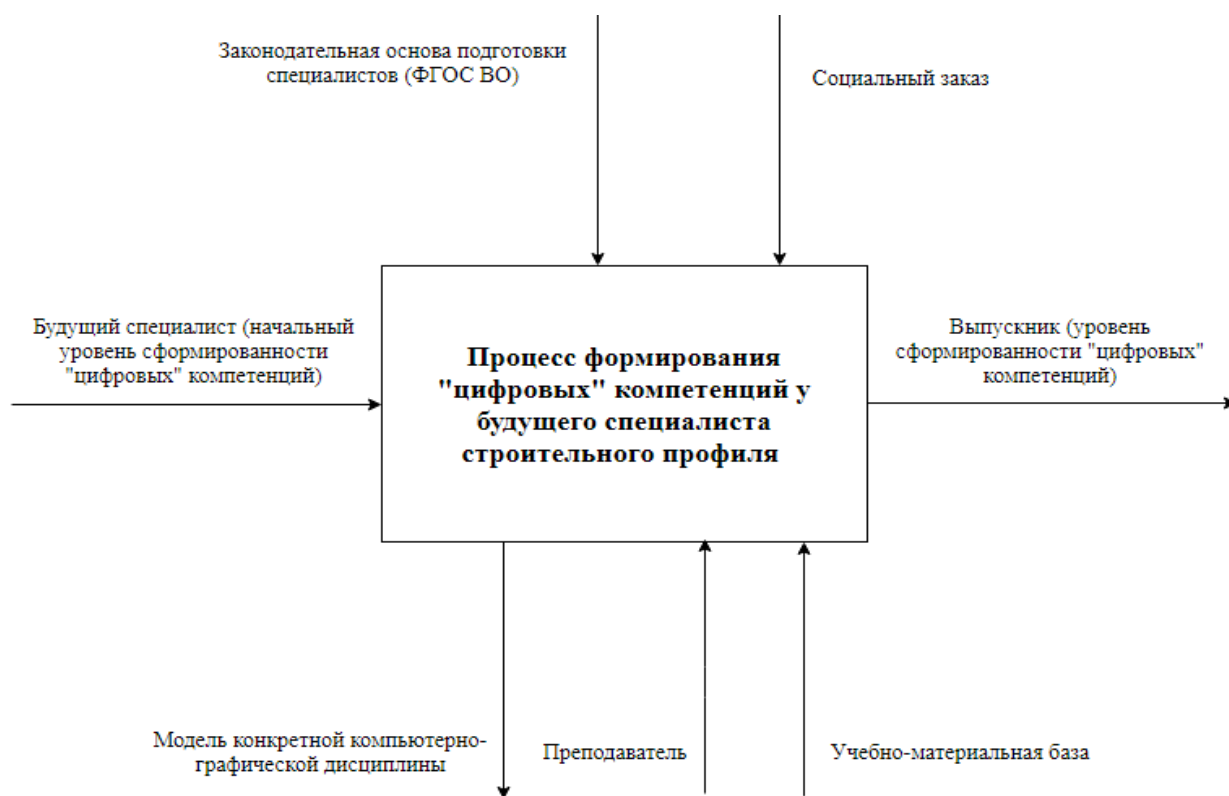 Законодательная основа подготовки
специалистов (ФГОС ВО)
Социальный заказ
Будущий специалист (начальный
уровень сформированности
"цифровых" компетенций)
Процесс формирования
"цифровых" компетенций у
будущего специалиста
строительного профиля
Выпускник (уровень
сформированности "цифровых"
компетенций)
Модель конкретной компьютерно-
графической дисциплины
Преподаватель
Учебно-материальная база